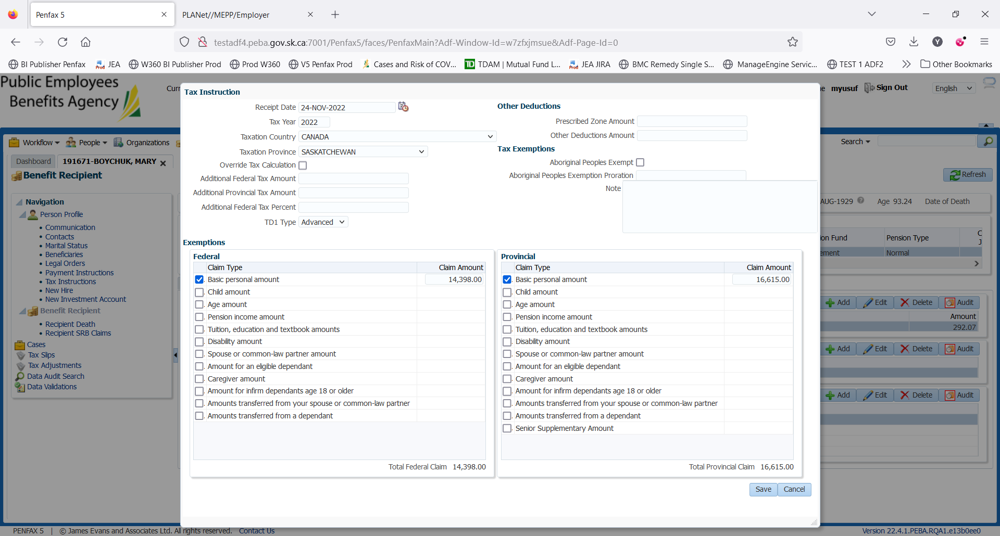 Penfax 5
PLANet//MEPP/Employer
testadf4.peba.gov.sk.ca:7001/Penfax5/faces/PenfaxMain?Adf-Window-Id=w7zfxjmsue&Adf-Page-Id=0
Y
BI Publisher Penfax
JEA
W360 BI Publisher Prod
Prod W360
V5 Penfax Prod
Cases and Risk of COV...
TDAM | Mutual Fund L...
JEA JIRA
BMC Remedy Single S...
ManageEngine Servic...
TEST 1 ADF2
Other Bookmarks
Public Employees
Benefits Agency
Curr
e myusuf
Sign Out
English
Workflow
People
Organizations
Search
Dashboard
191671-BOYCHUK, MARY
Benefit Recipient
Refresh
Navigation
Person Profile
Communication
Contacts
Marital Status
Beneficiaries
Legal Orders
Payment Instructions
Tax Instructions
New Hire
New Investment Account
Benefit Recipient
Recipient Death
Recipient SRB Claims
Cases
Tax Slips
Tax Adjustments
Data Audit Search
Data Validations
Tax Instruction
Receipt Date 24-NOV-2022
Tax Year 2022
Taxation Country CANADA
Taxation Province SASKATCHEWAN
Override Tax Calculation
Additional Federal Tax Amount
Additional Provincial Tax Amount
Additional Federal Tax Percent
TD1 Type Advanced
Other Deductions
Prescribed Zone Amount
Other Deductions Amount
Tax Exemptions
Aboriginal Peoples Exempt
Aboriginal Peoples Exemption Proration
Note
Exemptions
Federal
Claim Type Claim Amount
Basic personal amount 14,398.00
Child amount
Age amount
Pension income amount
Tuition, education and textbook amounts
Disability amount
Spouse or common-law partner amount
Amount for an eligible dependant
Caregiver amount
Amount for infirm dependants age 18 or older
Amounts transferred from your spouse or common-law partner
Amounts transferred from a dependant
Total Federal Claim 14,398.00
Provincial
Claim Type Claim Amount
Basic personal amount 16,615.00
Child amount
Age amount
Pension income amount
Tuition, education and textbook amounts
Disability amount
Spouse or common-law partner amount
Amount for an eligible dependant
Caregiver amount
Amount for infirm dependants age 18 or older
Amounts transferred from your spouse or common-law partner
Amounts transferred from a dependant
Senior Supplementary Amount
Total Provincial Claim 16,615.00
Save
Cancel
AUG-1929 Age 93.24 Date of Death
ion Fund Pension Type C
J
ement Normal
Add Edit Delete Audit
Amount
292.07
Add Edit Delete Audit
Add Edit Delete Audit
PENFAX 5 | © James Evans and Associates Ltd. All rights reserved. Contact Us
Version 22.4.1.PEBA.RQA1.e13b0ee0